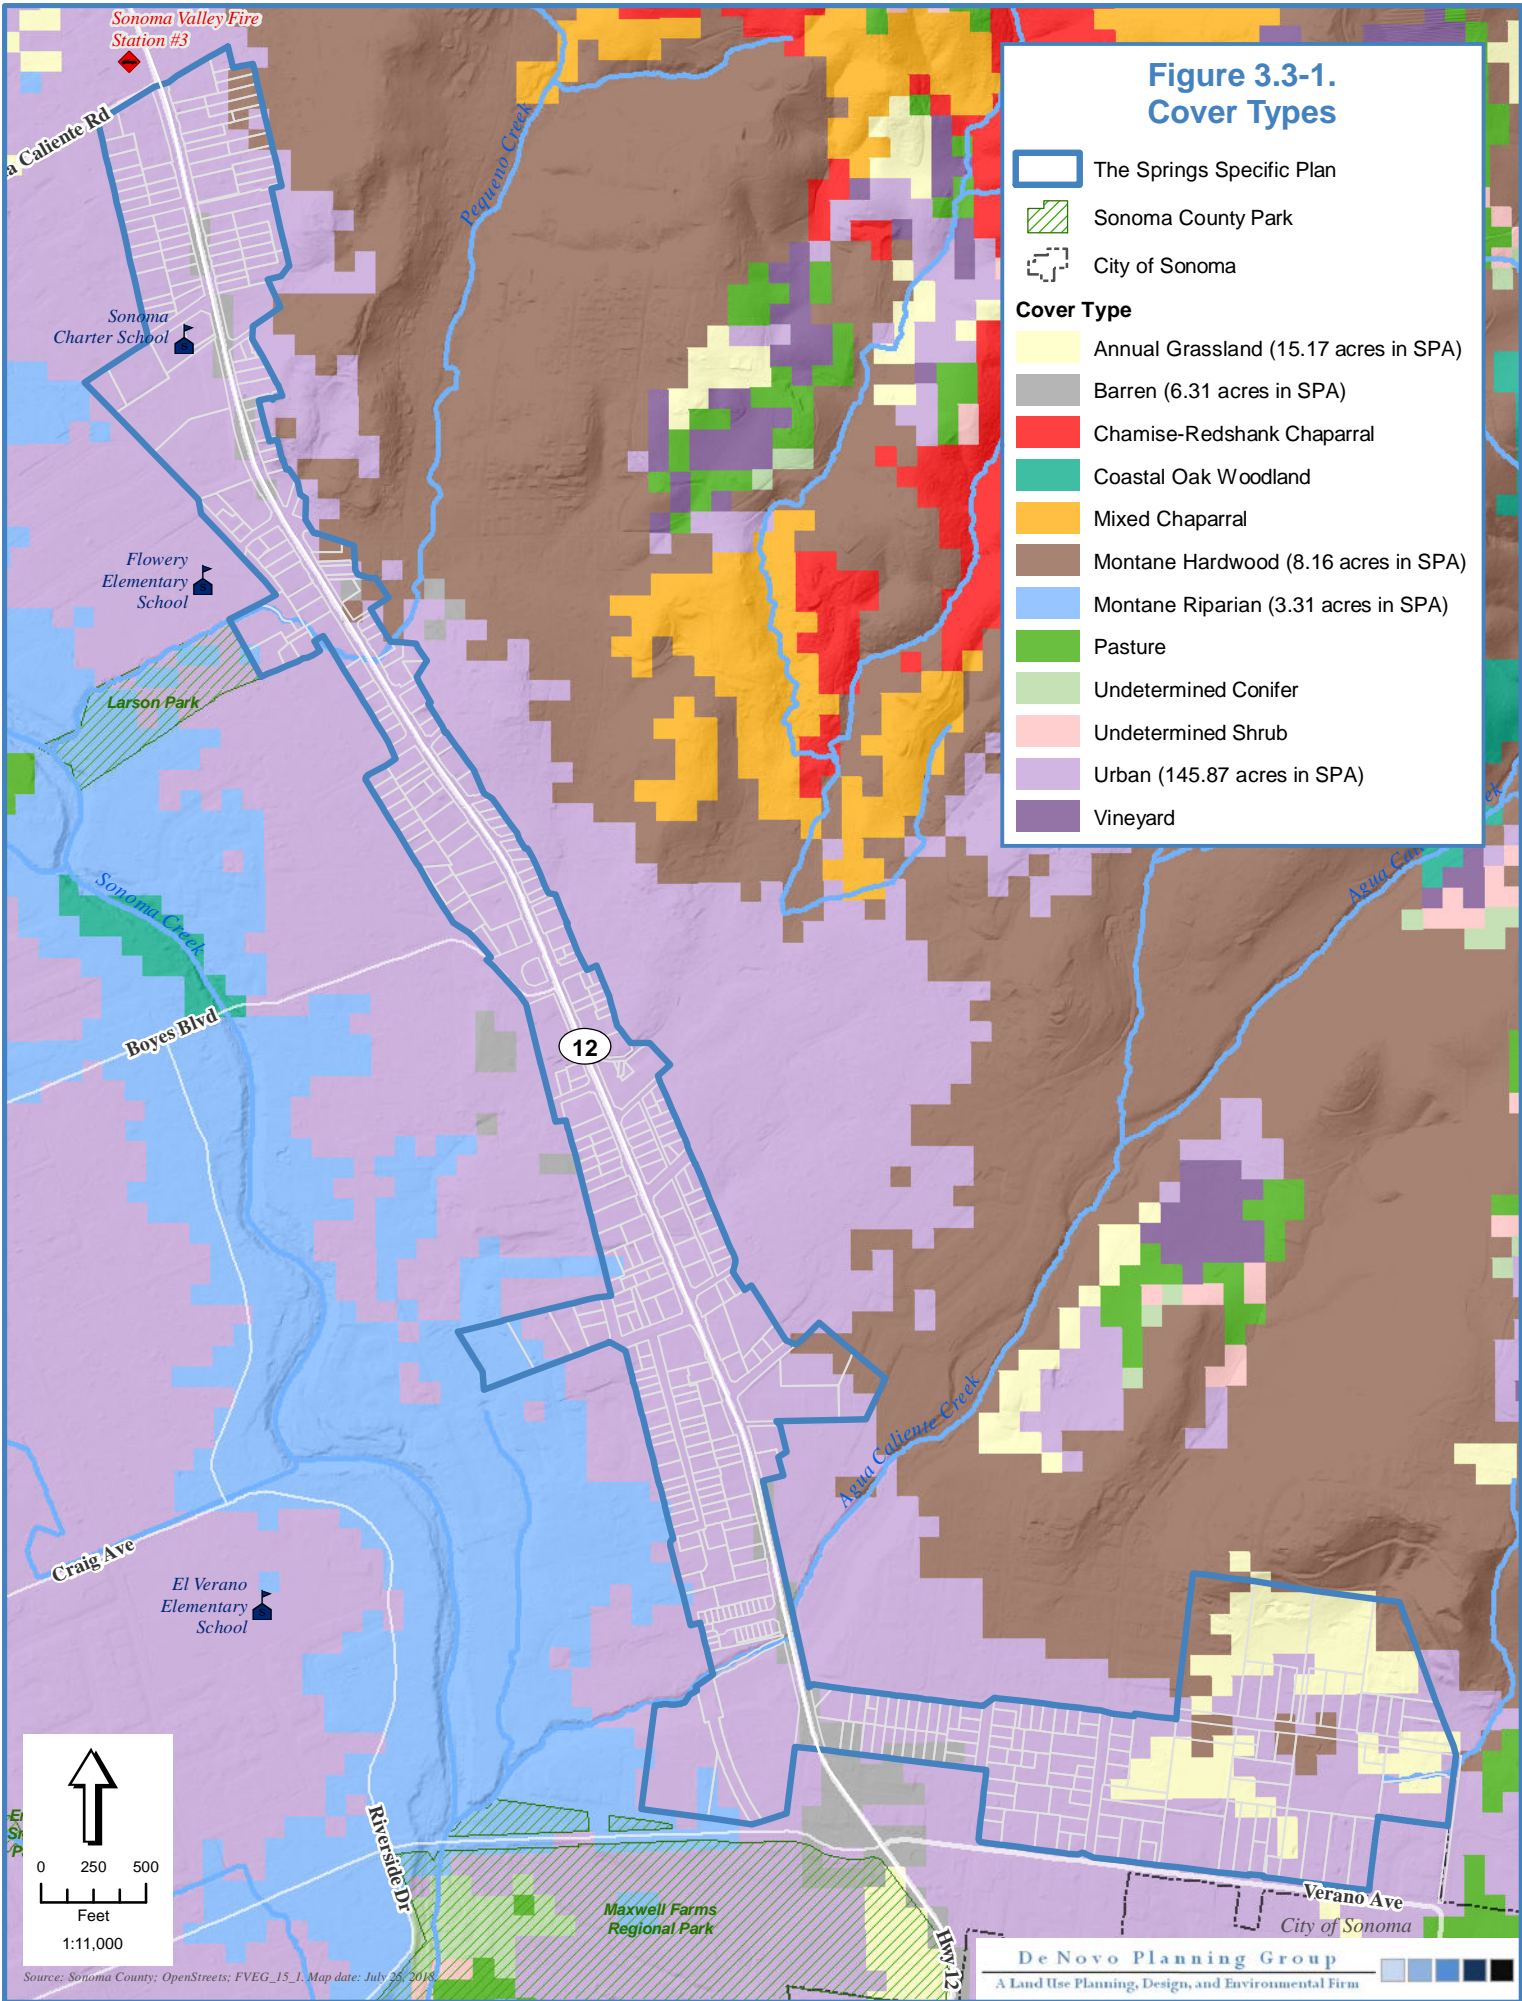 Sonoma Valley Fire
Station #3
Figure 3.3-1.
Cover Types
The Springs Specific Plan
Sonoma County Park
City of Sonoma
Cover Type
Annual Grassland (15.17 acres in SPA)
Barren (6.31 acres in SPA)
Chamise-Redshank Chaparral
Coastal Oak Woodland
Mixed Chaparral
Montane Hardwood (8.16 acres in SPA)
Montane Riparian (3.31 acres in SPA)
Pasture
Undetermined Conifer
Undetermined Shrub
Urban (145.87 acres in SPA)
Vineyard
a Caliente Rd
Pequeno Creek
Sonoma
Charter School
Flowery
Elementary
School
Larson Park
Sonoma Creek
Boyes Blvd
12
Agua Cal
ek
Agua Caliente Creek
Craig Ave
El Verano
Elementary
School
Riverside Dr
Maxwell Farms
Regional Park
Hwy 12
Verano Ave
City of Sonoma
0 250 500
Feet
1:11,000
Source: Sonoma County; OpenStreets; FVEG_15_1. Map date: July 25, 2018.
De Novo Planning Group
A Land Use Planning, Design, and Environmental Firm